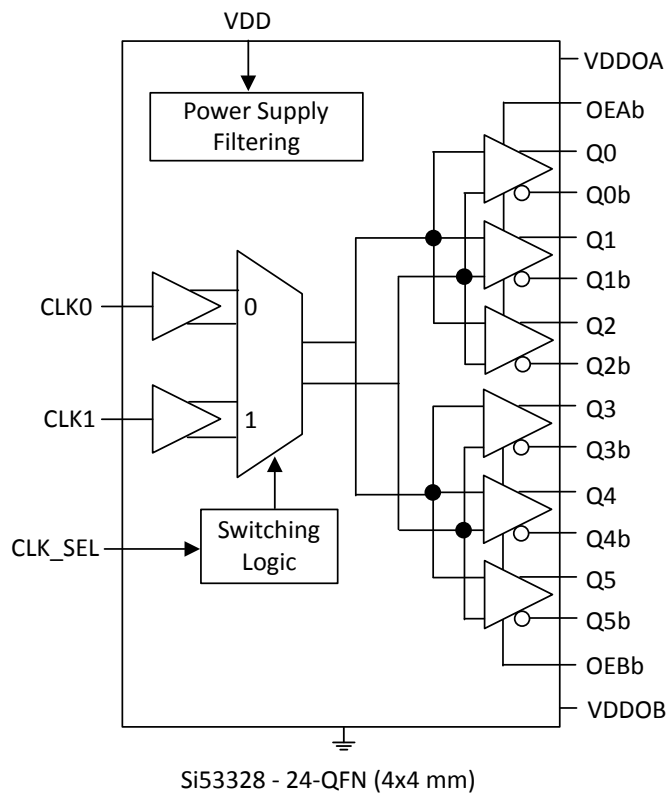 VDD
VDDOA
Power Supply
Filtering
OEAb
Q0
Q0b
Q1
Q1b
CLK0
0
Q2
Q2b
CLK1
1
Q3
Q3b
Q4
Q4b
CLK_SEL
Switching
Logic
Q5
Q5b
OEBb
VDDOB
Si53328 - 24-QFN (4x4 mm)